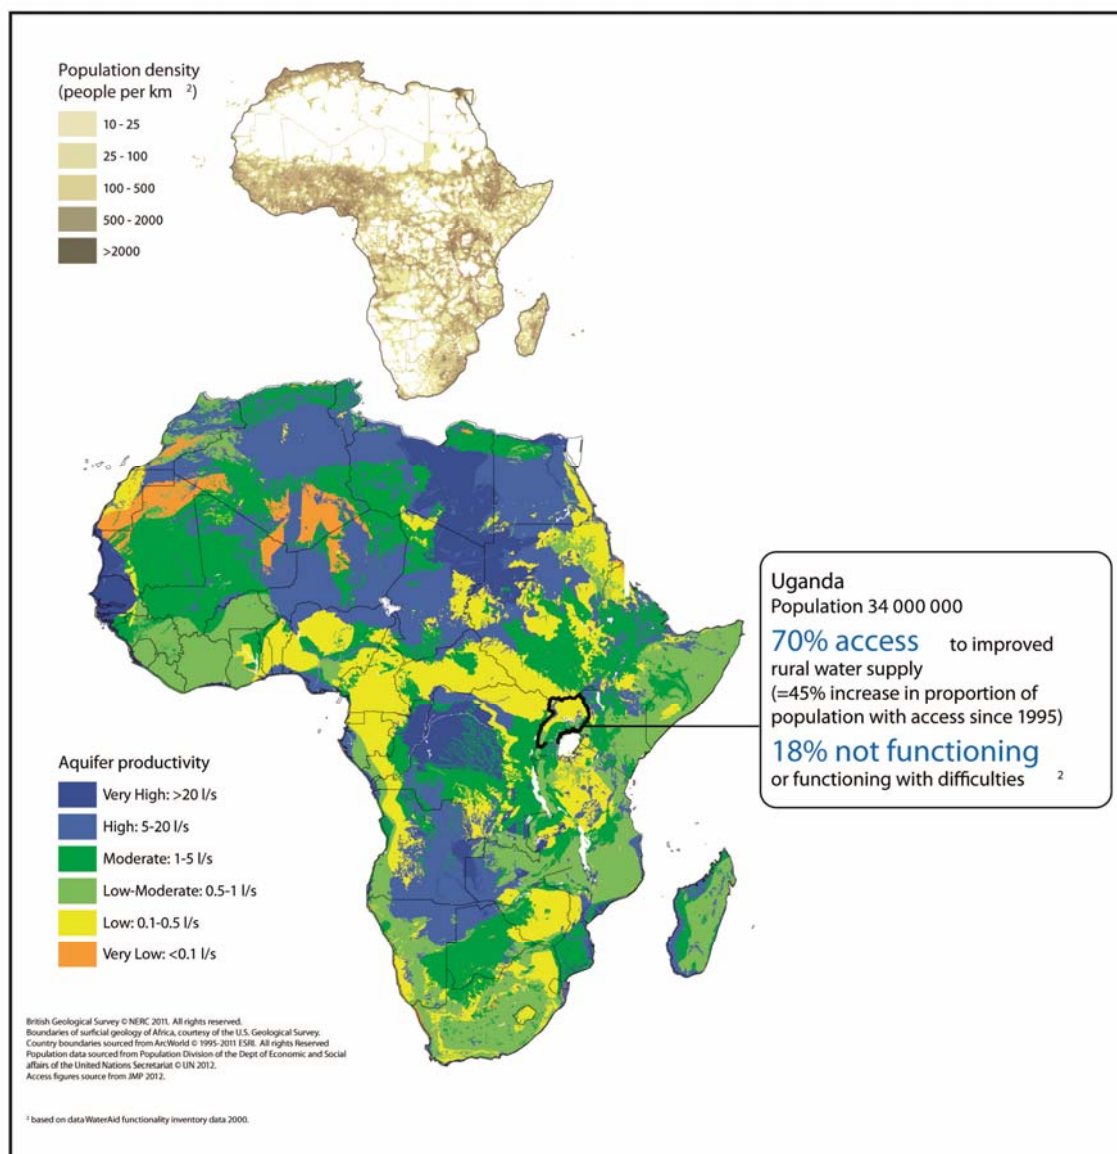 Population density
(people per km 2)
10 - 25
25 - 100
100 - 500
500 - 2000
>2000
Uganda
Population 34 000 000
70% access to improved
rural water supply
(=45% increase in proportion of
population with access since 1995)
18% not functioning
or functioning with difficulties 2
Aquifer productivity
Very High: >20 l/s
High: 5-20 l/s
Moderate: 1-5 l/s
Low-Moderate: 0.5-1 l/s
Low: 0.1-0.5 l/s
Very Low: <0.1 l/s
British Geological Survey © NERC 2011. All rights reserved.
Boundaries of surficial geology of Africa, courtesy of the U.S. Geological Survey.
Country boundaries sourced from ArcWorld © 1995-2011 ESRI. All rights Reserved
Population data sourced from Population Division of the Dept of Economic and Social
affairs of the United Nations Secretariat © UN 2012.
Access figures source from JMP 2012.
2 based on data WaterAid functionality inventory data 2000.